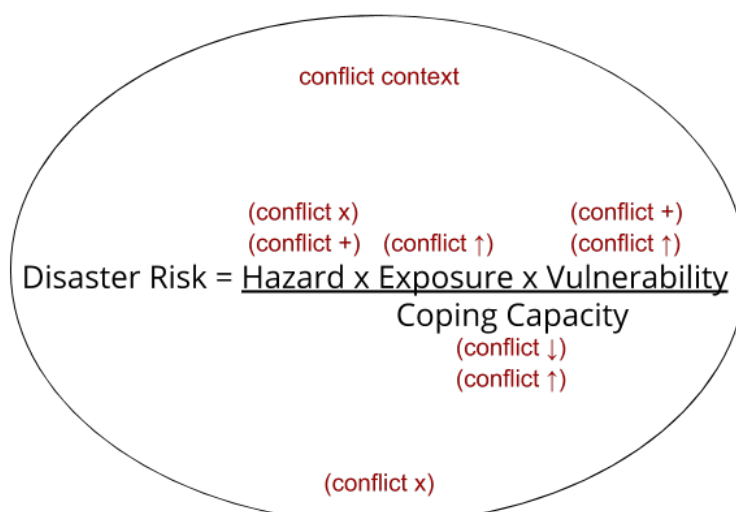 conflict context
(conflict x) (conflict +)
(conflict +) (conflict ↑) (conflict ↑)
Disaster Risk = Hazard x Exposure x Vulnerability
Coping Capacity
(conflict ↓)
(conflict ↑)
(conflict x)